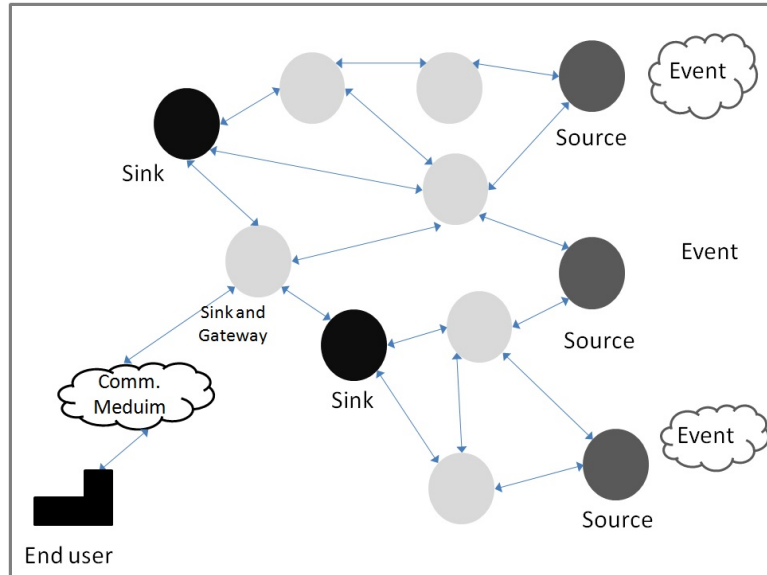 Event
Source
Sink
Event
Sink and
Gateway
Source
Comm.
Meduim
Sink
Event
Source
End user